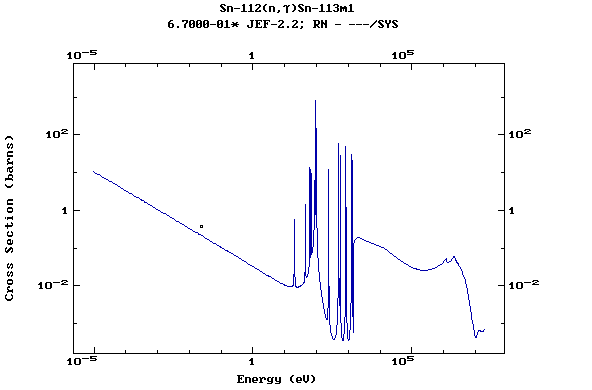 Sn-112(n,γ)Sn-113m1
6.7000-01* JEF-2.2; RN - ---/SYS
10⁻⁵ 1 10⁵
10² 10²
1 1
10⁻² 10⁻²
Cross Section (barns)
10⁻⁵ 1 10⁵
Energy (eV)